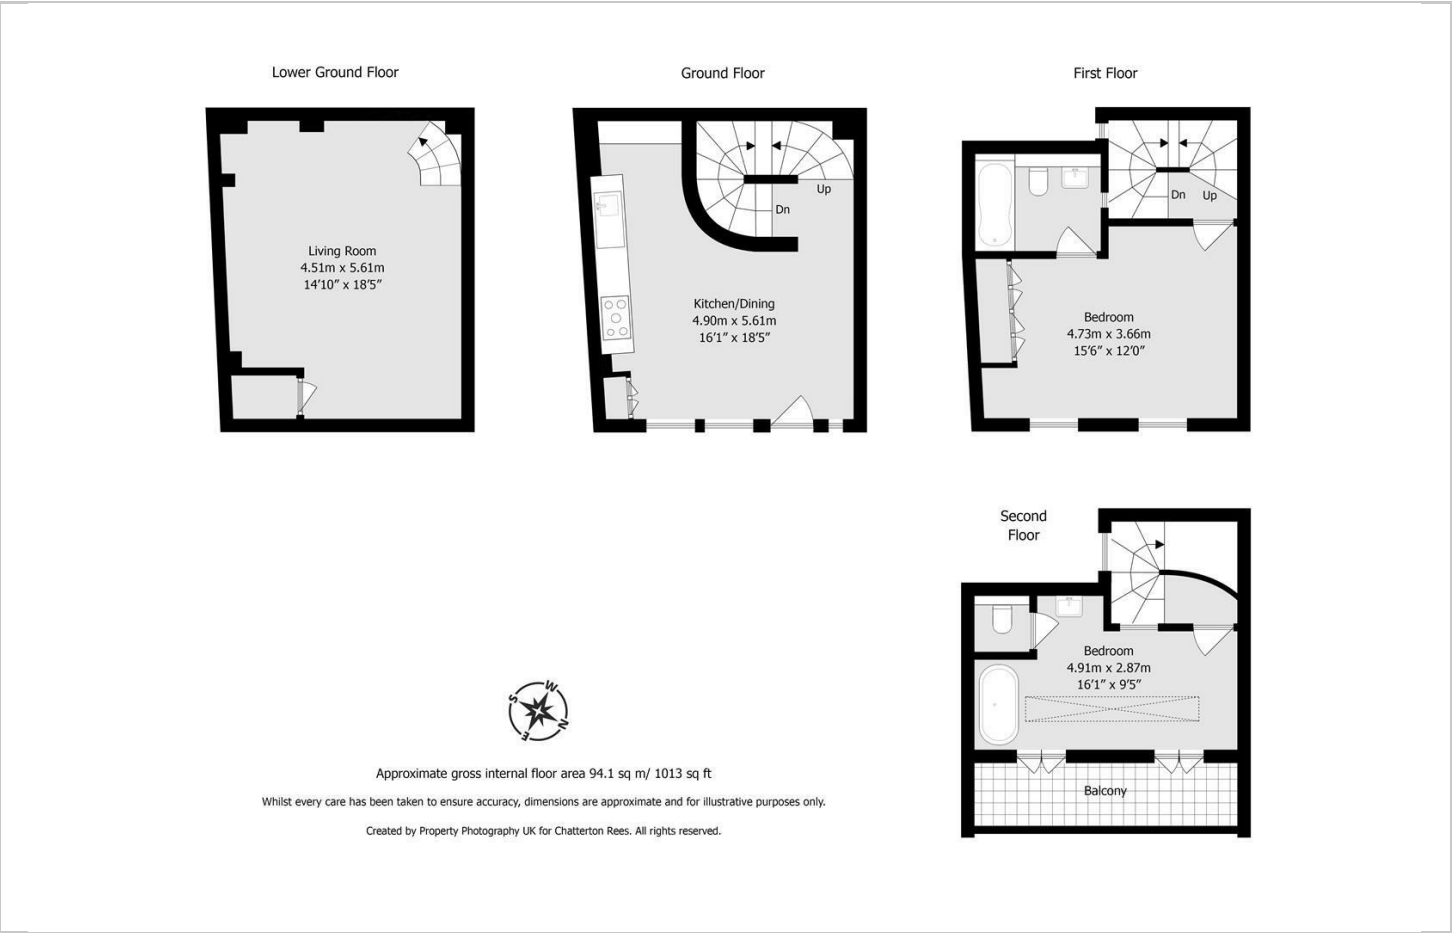 Lower Ground Floor
Living Room
4.51m x 5.61m
14'10" x 18'5"
Ground Floor
Up
Dn
Kitchen/Dining
4.90m x 5.61m
16'1" x 18'5"
First Floor
Dn Up
Bedroom
4.73m x 3.66m
15'6" x 12'0"
Second
Floor
Bedroom
4.91m x 2.87m
16'1" x 9'5"
Balcony
S W
E N
Approximate gross internal floor area 94.1 sq m/ 1013 sq ft
Whilst every care has been taken to ensure accuracy, dimensions are approximate and for illustrative purposes only.
Created by Property Photography UK for Chatterton Rees. All rights reserved.